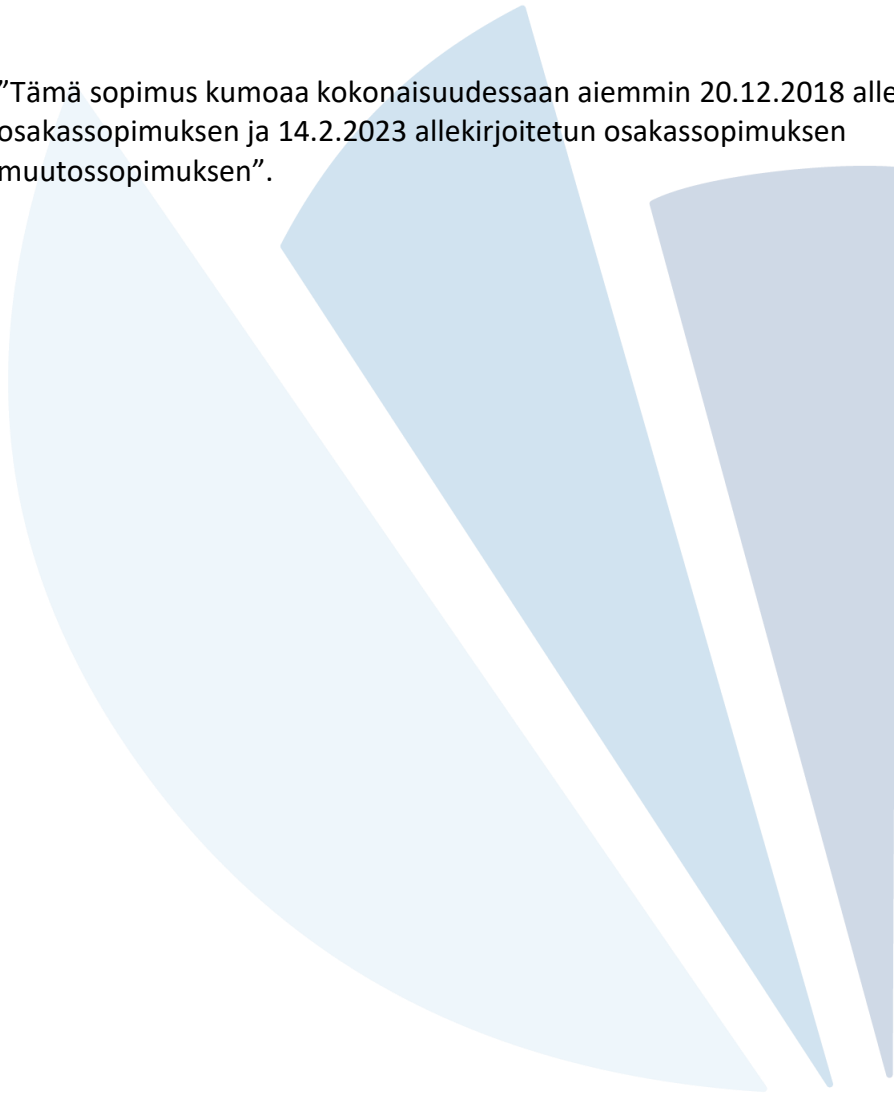 ”Tämä sopimus kumoaa kokonaisuudessaan aiemmin 20.12.2018 alle
osakassopimuksen ja 14.2.2023 allekirjoitetun osakassopimuksen
muutossopimuksen”.